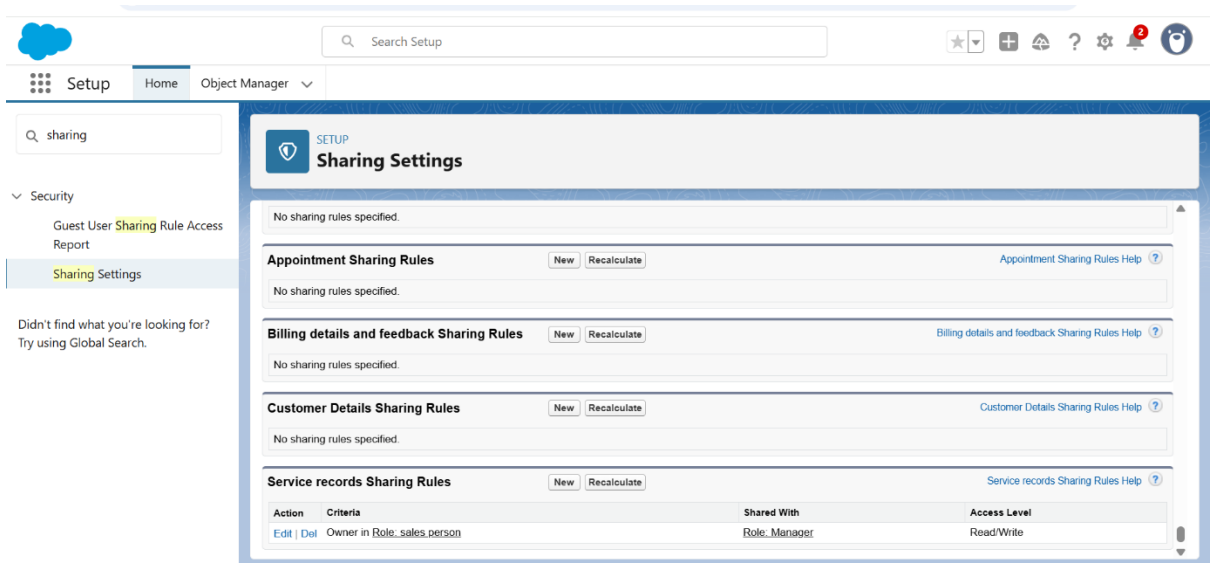 Search Setup
2
Setup Home Object Manager
sharing
SETUP
Sharing Settings
Security
Guest User Sharing Rule Access
Report
Sharing Settings
Didn't find what you're looking for?
Try using Global Search.
No sharing rules specified.
Appointment Sharing Rules New Recalculate Appointment Sharing Rules Help ?
No sharing rules specified.
Billing details and feedback Sharing Rules New Recalculate Billing details and feedback Sharing Rules Help ?
No sharing rules specified.
Customer Details Sharing Rules New Recalculate Customer Details Sharing Rules Help ?
No sharing rules specified.
Service records Sharing Rules New Recalculate Service records Sharing Rules Help ?
Action Criteria Shared With Access Level
Edit | Del Owner in Role: sales person Role: Manager Read/Write